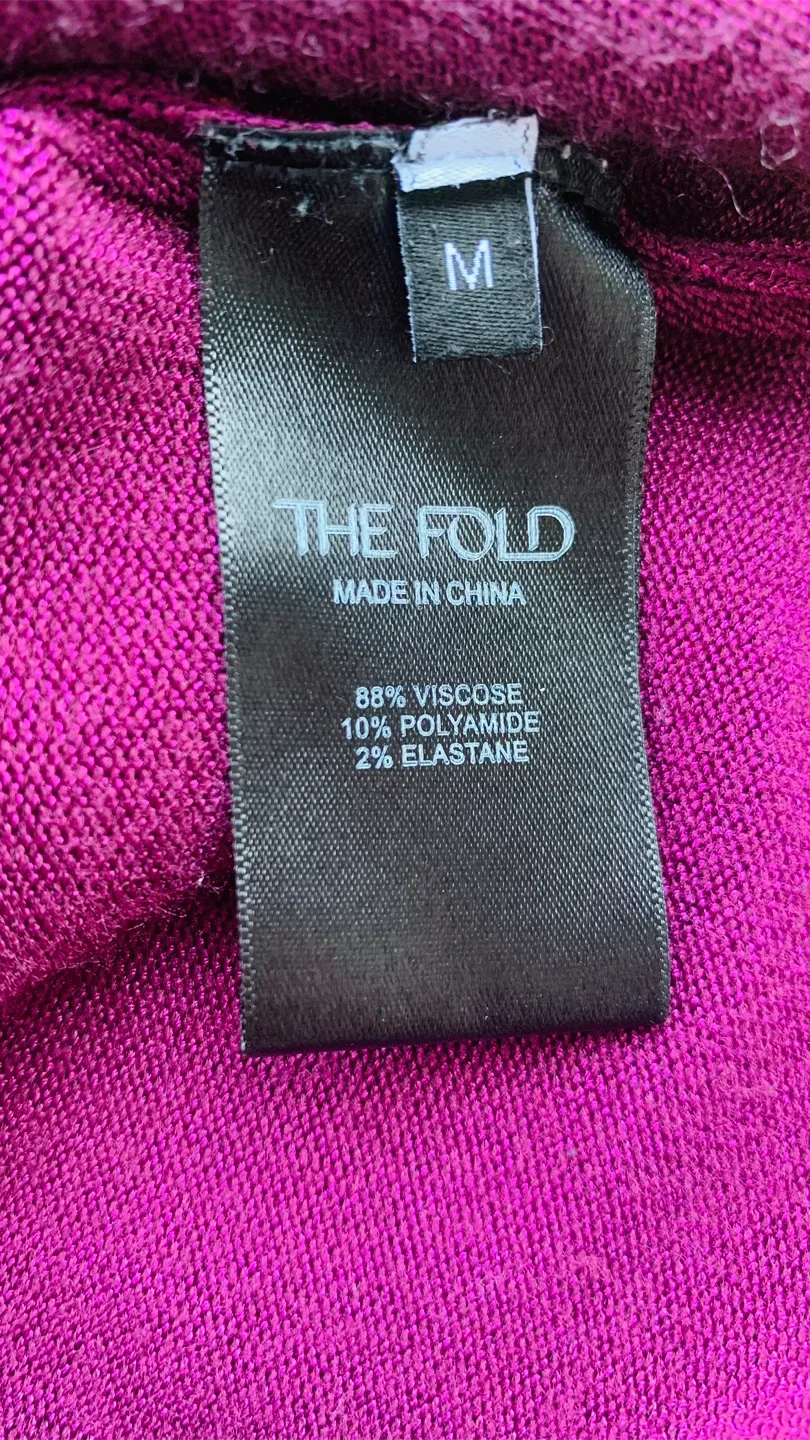 M
THE FOLD
MADE IN CHINA
88% VISCOSE
10% POLYAMIDE
2% ELASTANE